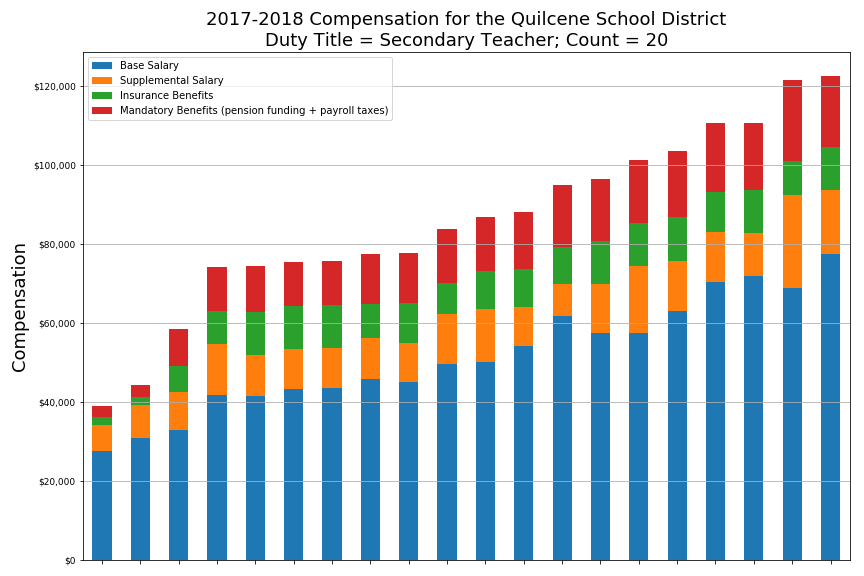 2017-2018 Compensation for the Quilcene School District
Duty Title = Secondary Teacher; Count = 20
Base Salary
Supplemental Salary
Insurance Benefits
Mandatory Benefits (pension funding + payroll taxes)
$120,000
$100,000
$80,000
$60,000
$40,000
$20,000
$0
Compensation